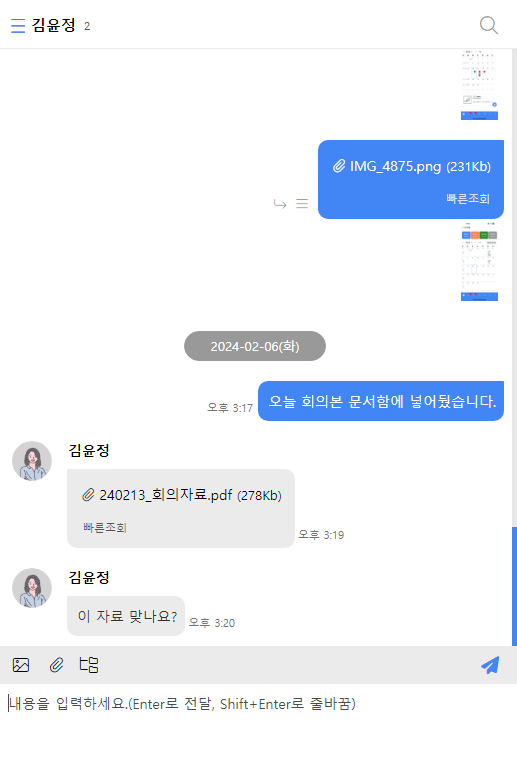 김윤정 2
IMG_4875.png (231Kb)
빠른조회
2024-02-06(화)
오후 3:17 오늘 회의본 문서함에 넣어뒀습니다.
김윤정
240213_회의자료.pdf (278Kb)
빠른조회
오후 3:19
김윤정
이 자료 맞나요? 오후 3:20
내용을 입력하세요.(Enter로 전달, Shift+Enter로 줄바꿈)